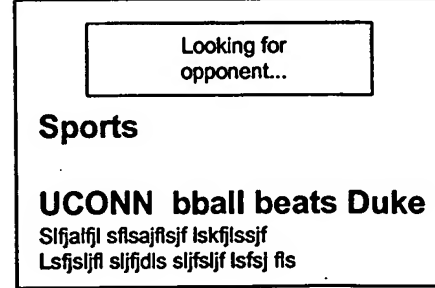 Looking for
opponent...
Sports
UCONN bball beats Duke
Slfjalfjl sflsajflsjf lskfjlssjf
Lsfjsljfl sljfjdls sljfsljf lsfsj fls